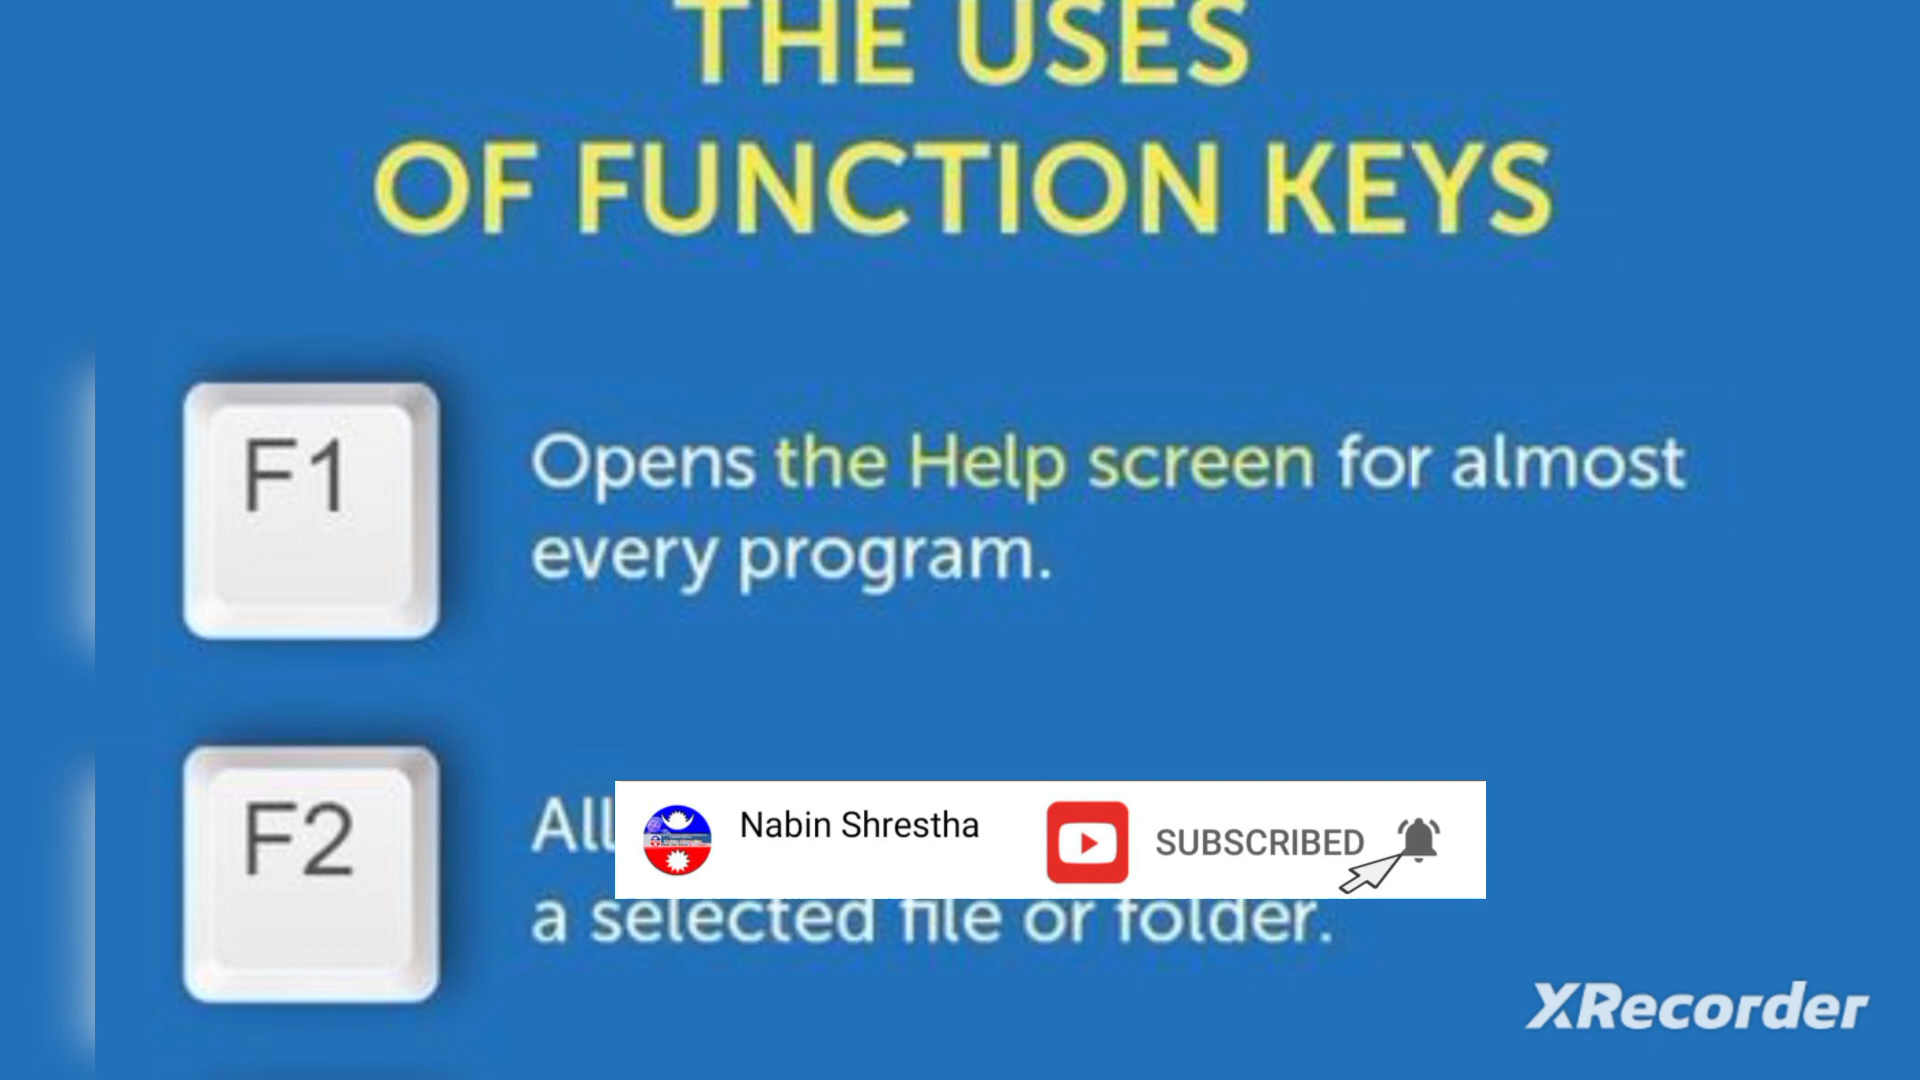 THE USES
OF FUNCTION KEYS
F1
Opens the Help screen for almost
every program.
F2
Nabin Shrestha
SUBSCRIBED
a selected file or folder.
XRecorder